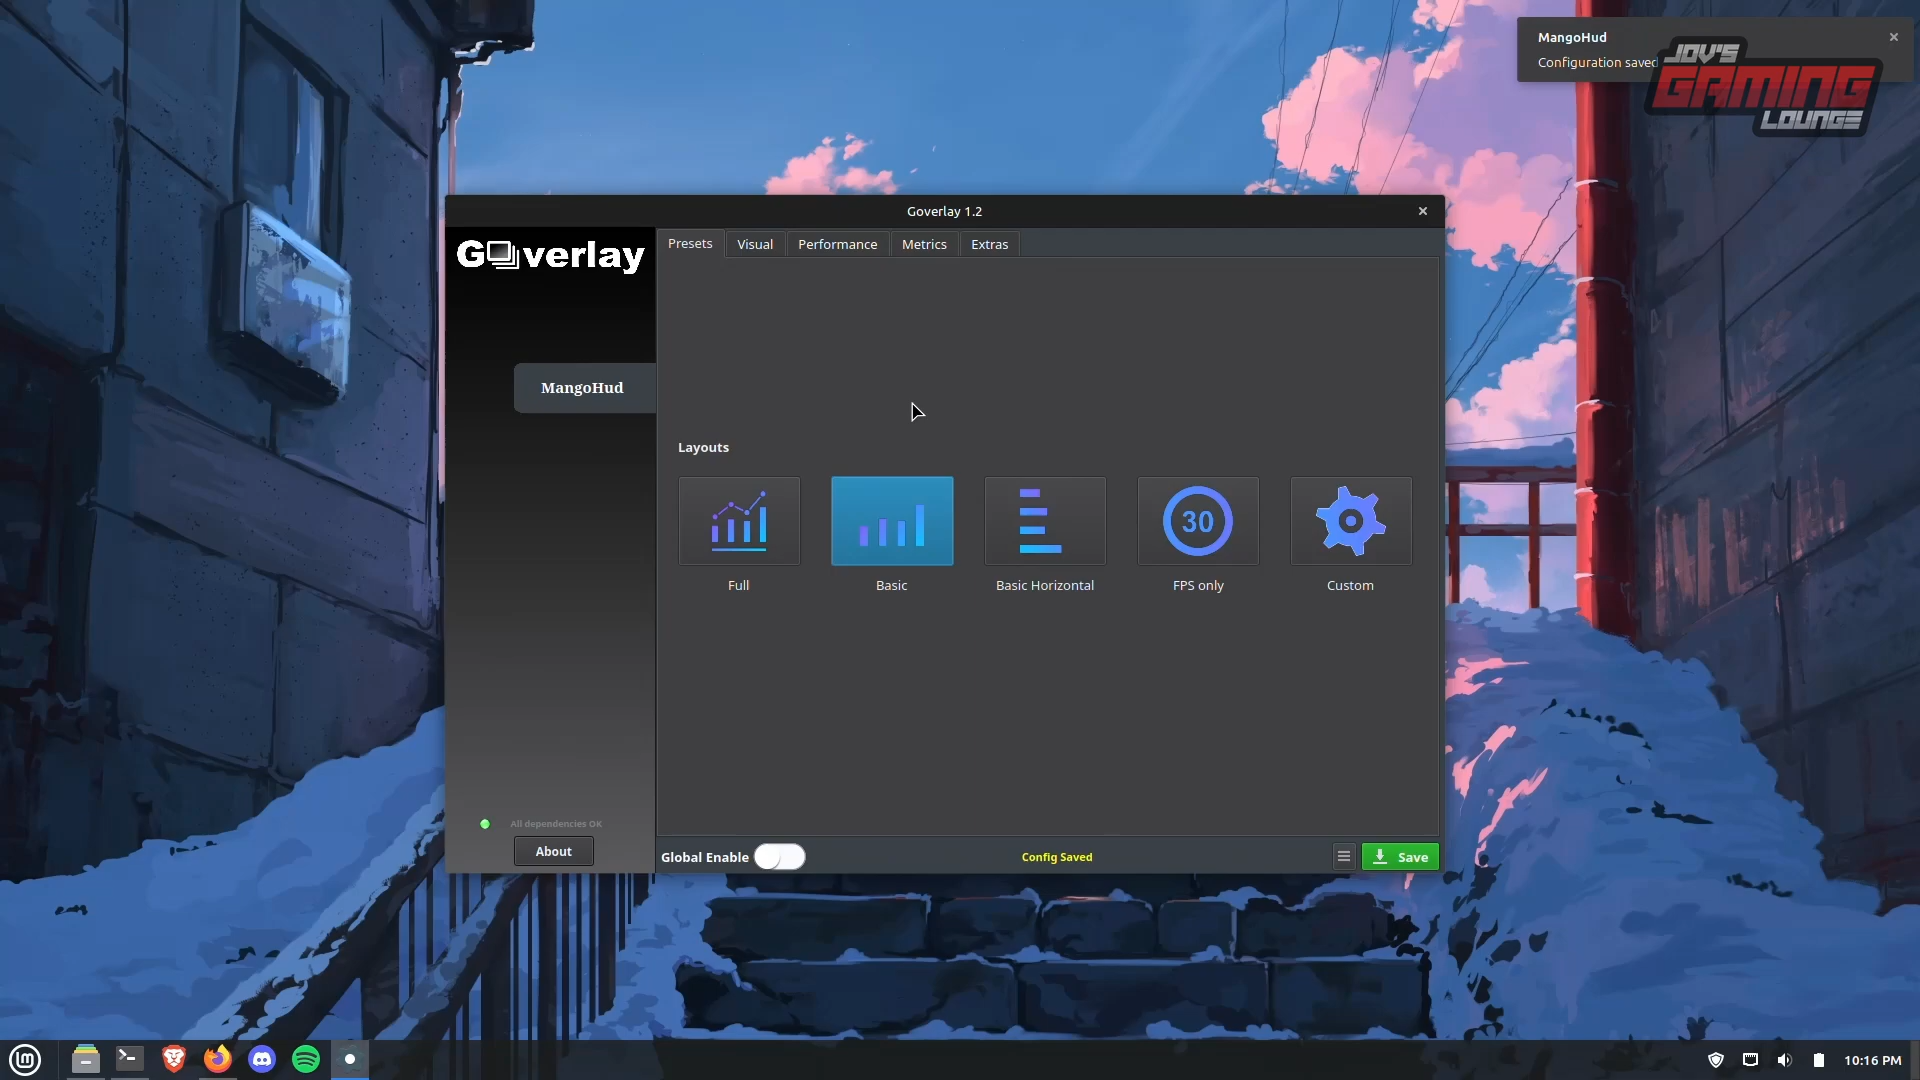 MangoHud
Configuration saved
JOV'S
GAMING
LOUNGE
Goverlay 1.2
Goverlay
Presets
Visual
Performance
Metrics
Extras
MangoHud
Layouts
30
Full
Basic
Basic Horizontal
FPS only
Custom
All dependencies OK
About
Global Enable
Config Saved
Save
10:16 PM